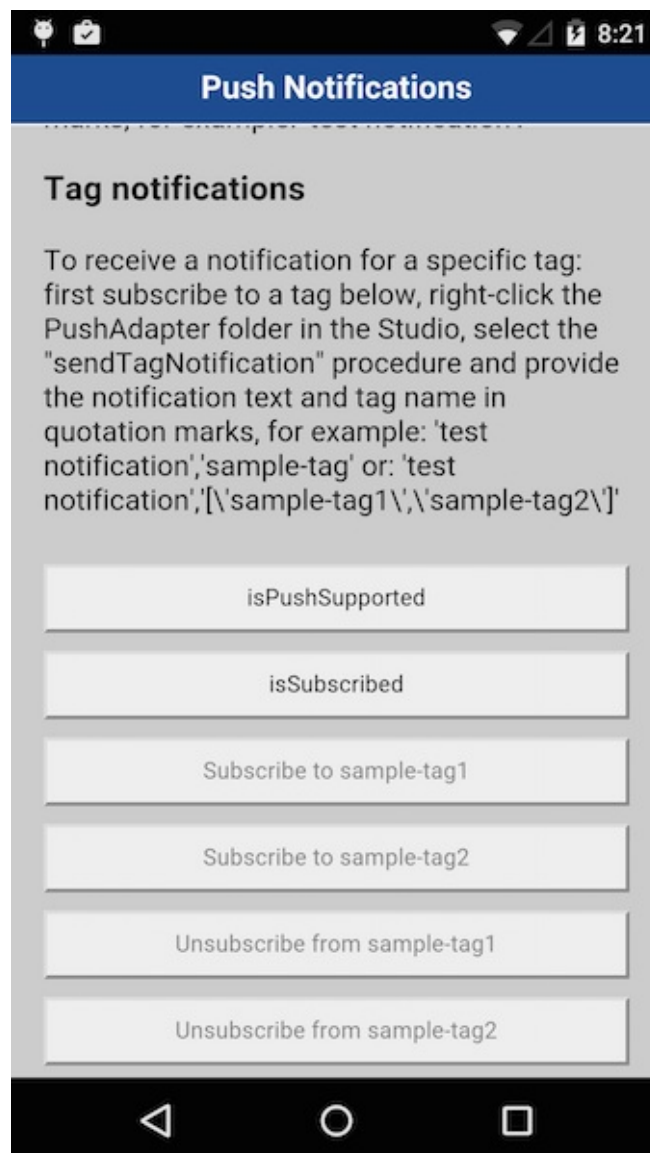 8:21
Push Notifications
Tag notifications
To receive a notification for a specific tag:
first subscribe to a tag below, right-click the
PushAdapter folder in the Studio, select the
"sendTagNotification" procedure and provide
the notification text and tag name in
quotation marks, for example: 'test
notification','sample-tag' or: 'test
notification','[\'sample-tag1\',\'sample-tag2\']'
isPushSupported
isSubscribed
Subscribe to sample-tag1
Subscribe to sample-tag2
Unsubscribe from sample-tag1
Unsubscribe from sample-tag2